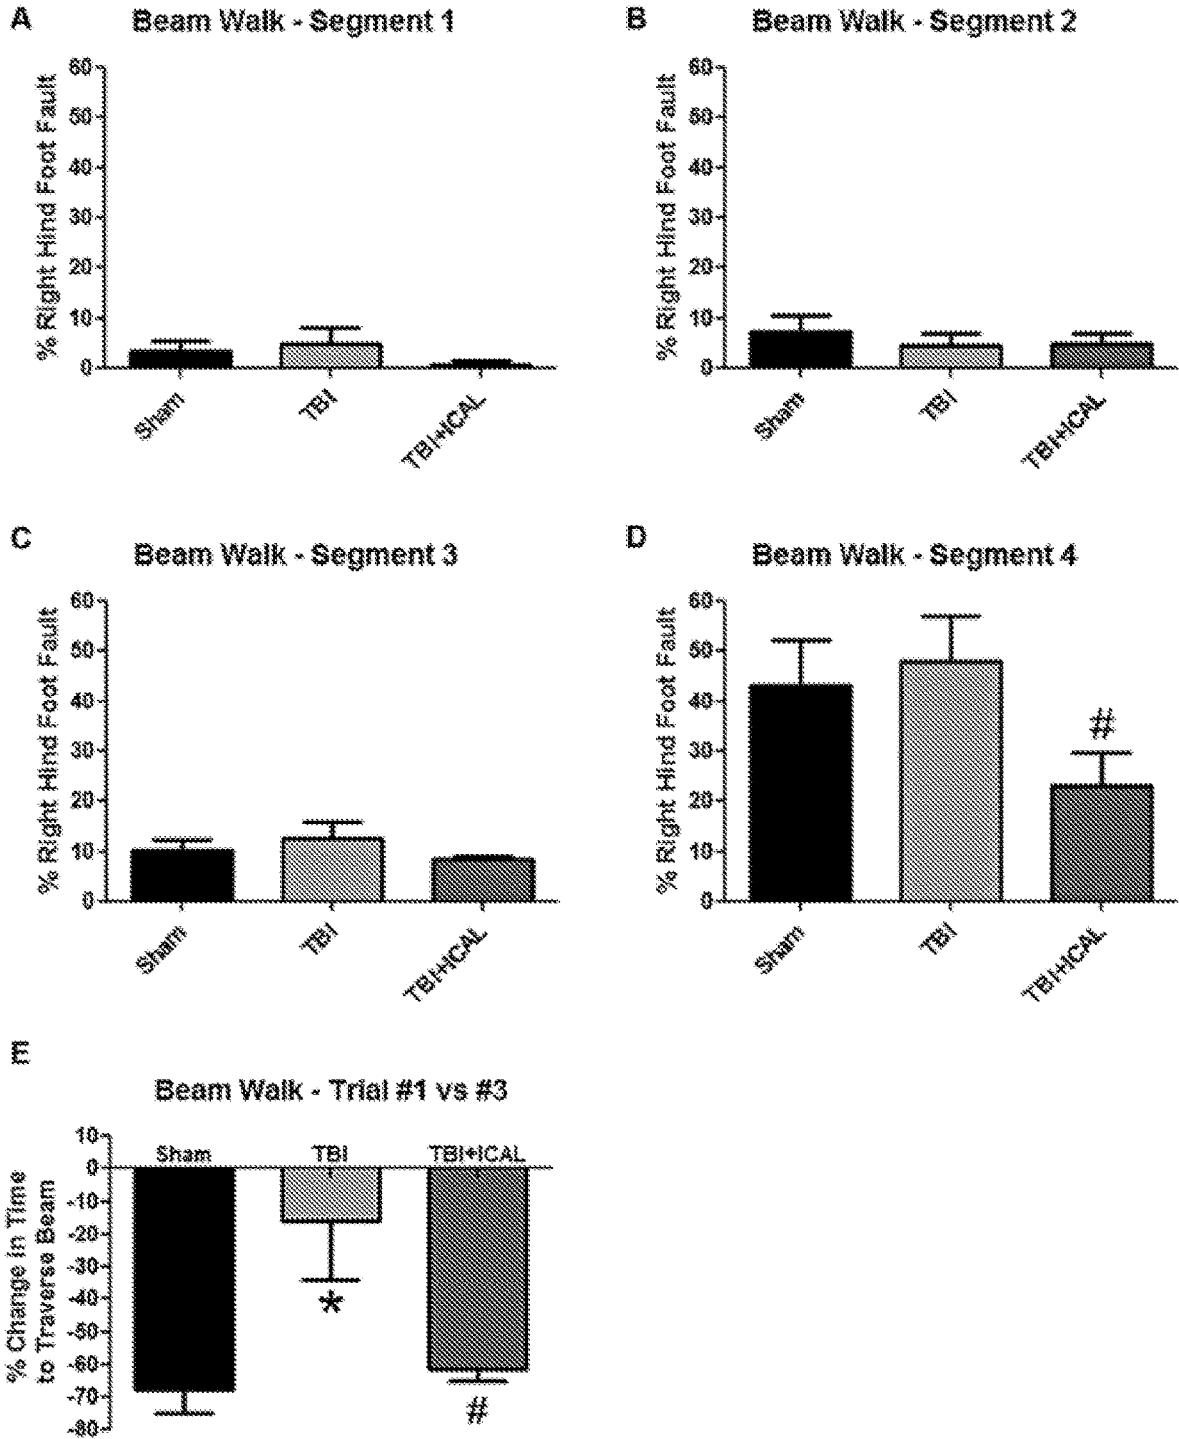 A
Beam Walk - Segment 1
% Right Hind Foot Fault
60
50
40
30
20
10
0
Sham
TBI
TBI+ICAL
B
Beam Walk - Segment 2
% Right Hind Foot Fault
60
50
40
30
20
10
0
Sham
TBI
TBI+ICAL
C
Beam Walk - Segment 3
% Right Hind Foot Fault
60
50
40
30
20
10
0
Sham
TBI
TBI+ICAL
D
Beam Walk - Segment 4
% Right Hind Foot Fault
60
50
40
30
20
10
0
#
Sham
TBI
TBI+ICAL
E
Beam Walk - Trial #1 vs #3
% Change in Time
to Traverse Beam
10
0
-10
-20
-30
-40
-50
-60
-70
-80
Sham
TBI
TBI+ICAL
*
#